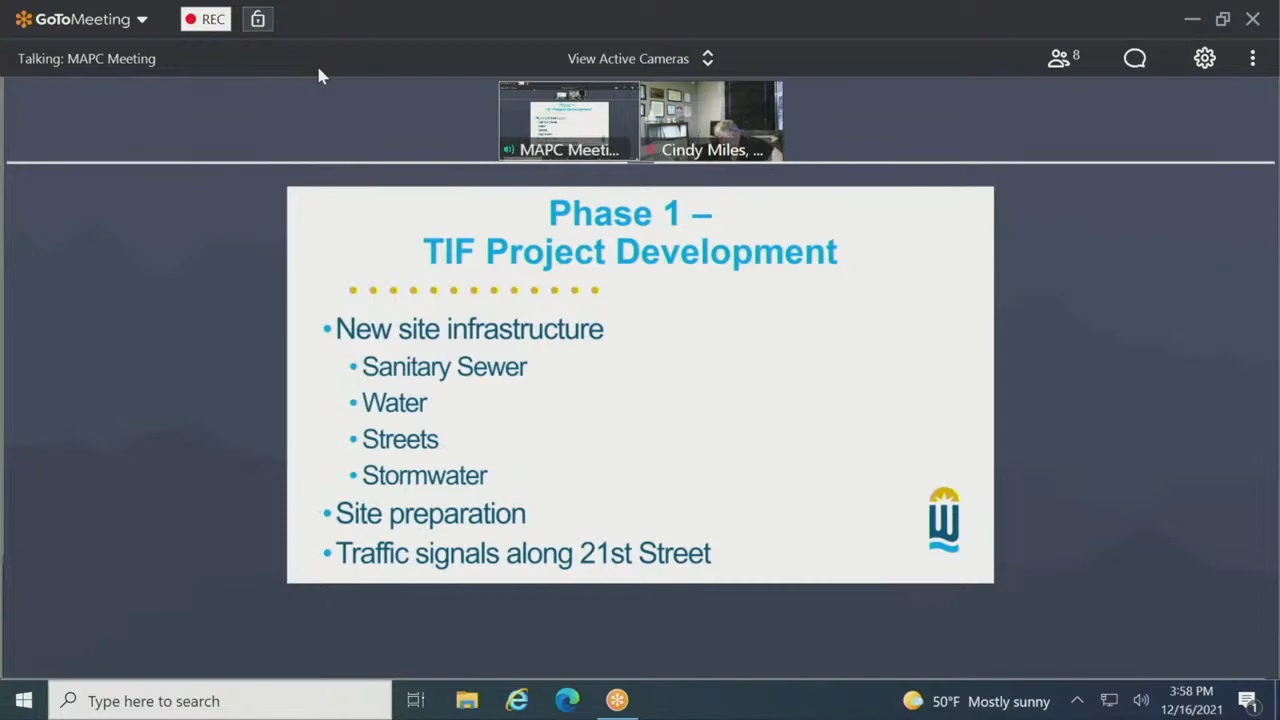 GoToMeeting
REC
Talking: MAPC Meeting
View Active Cameras
8
MAPC Meeti...
Cindy Miles, ...
Phase 1 –
TIF Project Development
• New site infrastructure
• Sanitary Sewer
• Water
• Streets
• Stormwater
• Site preparation
• Traffic signals along 21st Street
W
Type here to search
50°F Mostly sunny
3:58 PM
12/16/2021
1